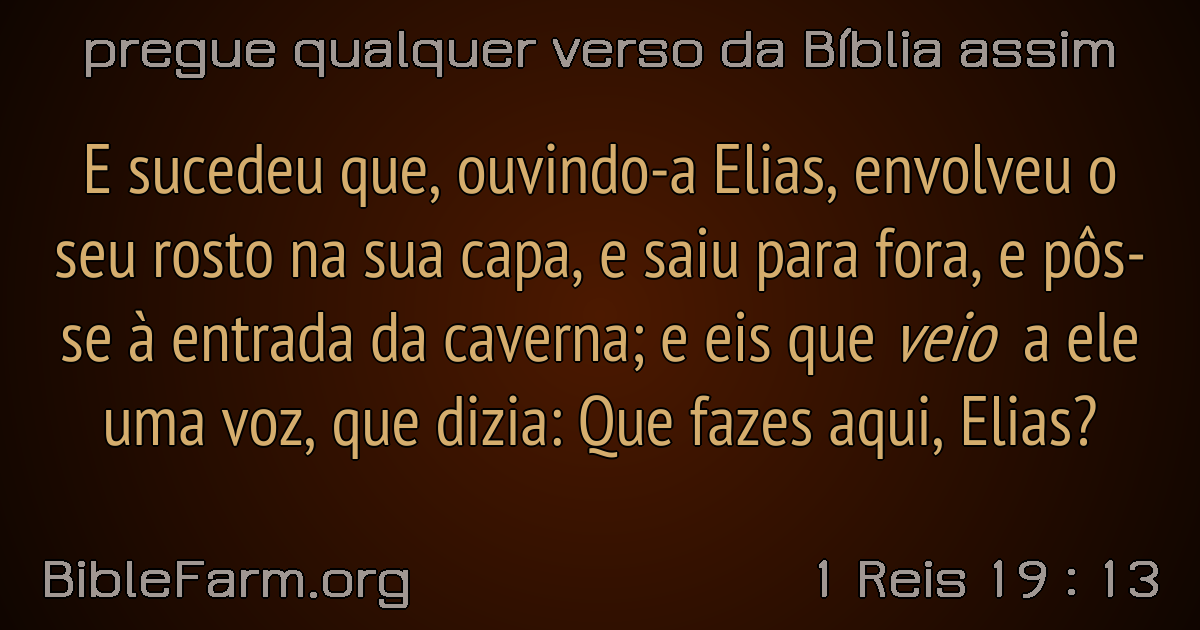 pregue qualquer verso da Bíblia assim
E sucedeu que, ouvindo-a Elias, envolveu o
seu rosto na sua capa, e saiu para fora, e pôs-
se à entrada da caverna; e eis que veio a ele
uma voz, que dizia: Que fazes aqui, Elias?
BibleFarm.org
1 Reis 19 : 13